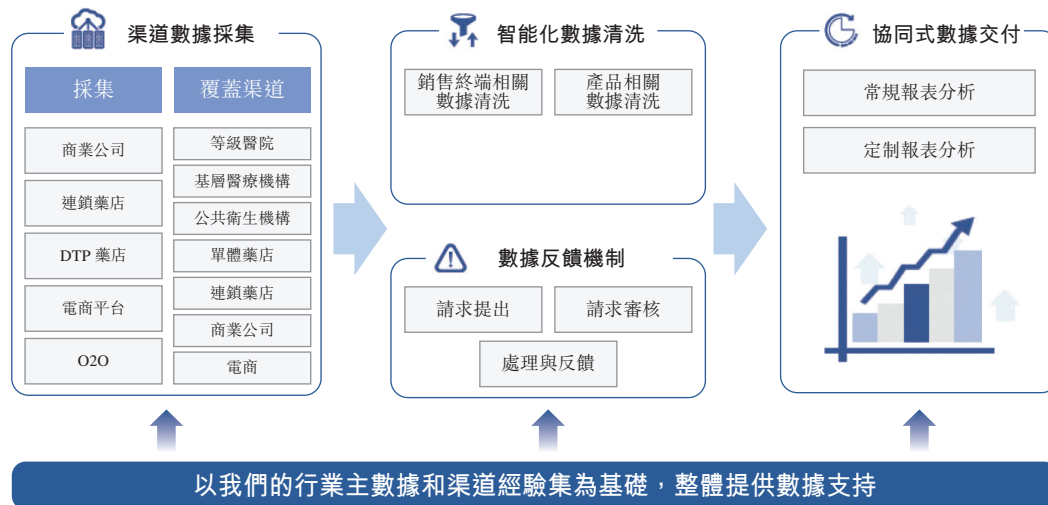 渠道數據採集
採集
覆蓋渠道
商業公司
連鎖藥店
DTP 藥店
電商平台
O2O
等級醫院
基層醫療機構
公共衛生機構
單體藥店
連鎖藥店
商業公司
電商
智能化數據清洗
銷售終端相關
數據清洗
產品相關
數據清洗
數據反饋機制
請求提出
請求審核
處理與反饋
協同式數據交付
常規報表分析
定制報表分析
以我們的行業主數據和渠道經驗集為基礎，整體提供數據支持